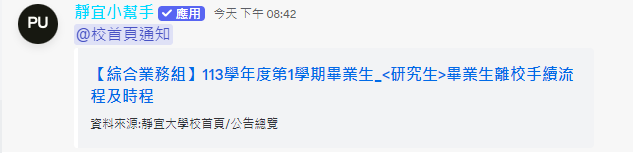 PU
靜宜小幫手 ✓ 應用 今天 下午 08:42
@校首頁通知
【綜合業務組】113學年度第1學期畢業生_<研究生>畢業生離校手續流
程及時程
資料來源:靜宜大學校首頁/公告總覽